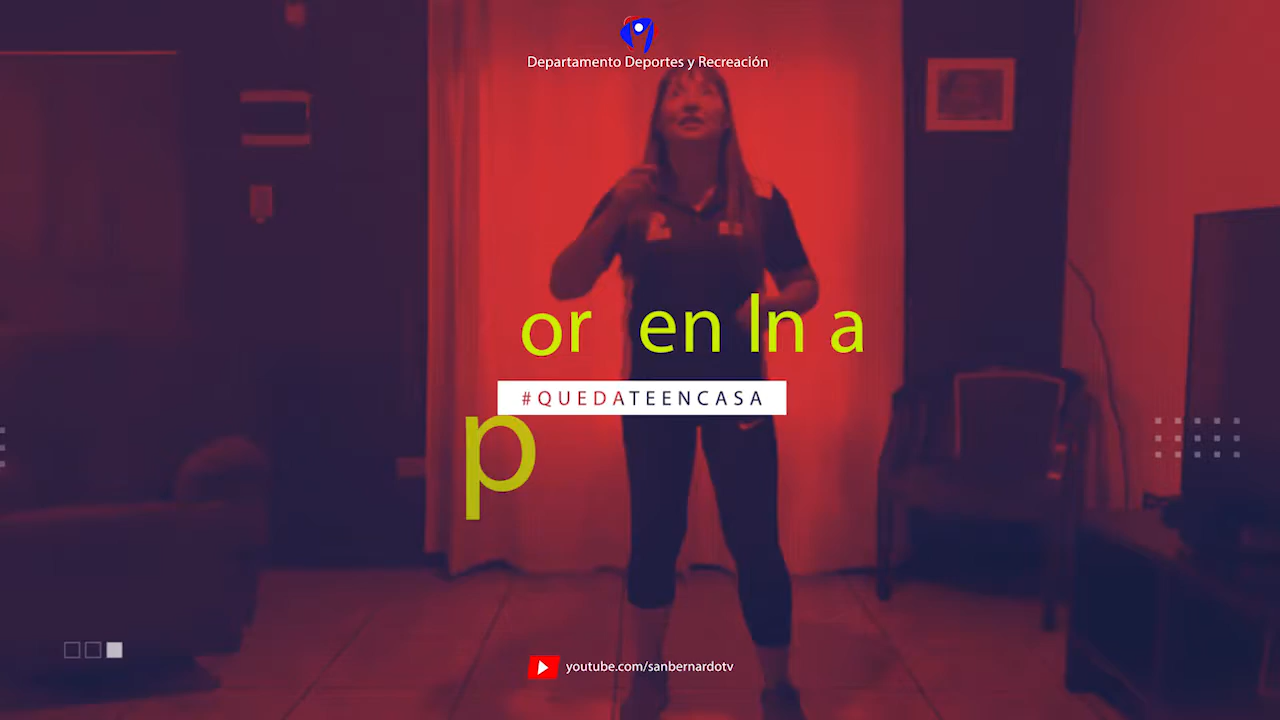 Departamento Deportes y Recreación
or en ln a
#QUEDATEENCASA
p
youtube.com/sanbernardotv